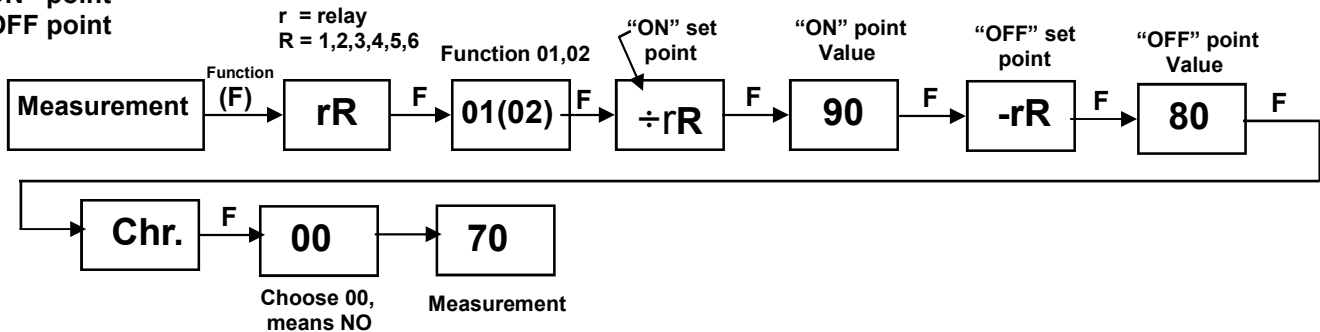 OFF point
r = relay
R = 1,2,3,4,5,6
Function 01,02
“ON” set
point
“ON” point
Value
“OFF” set
point
“OFF” point
Value
Measurement
Function
(F)
rR
F
01(02)
F
÷rR
F
90
F
-rR
F
80
F
Chr.
F
00
70
Choose 00,
means NO
Measurement